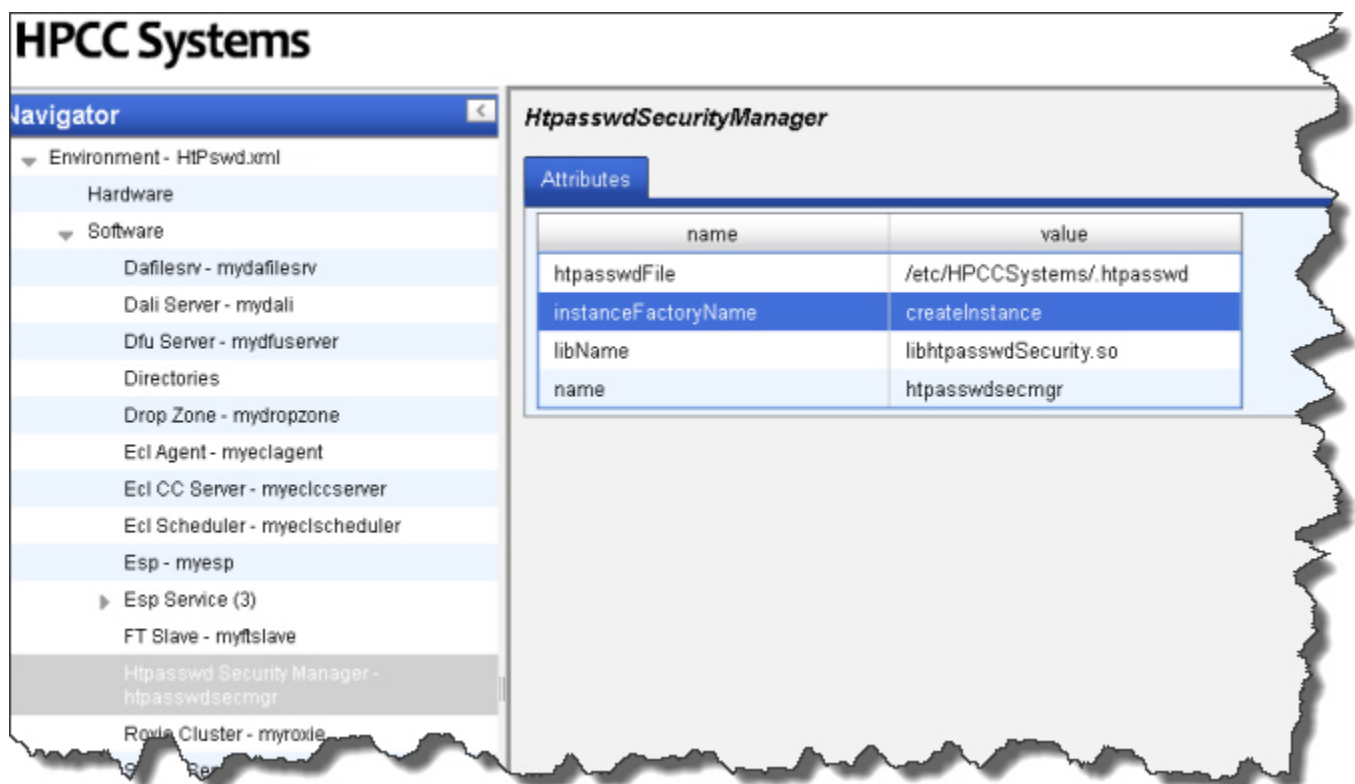 HPCC Systems
Navigator
Environment - HtPswd.xml
Hardware
Software
Dafilesrv - mydafilesrv
Dali Server - mydali
Dfu Server - mydfuserver
Directories
Drop Zone - mydropzone
Ecl Agent - myeclagent
Ecl CC Server - myeclccserver
Ecl Scheduler - myeclscheduler
Esp - myesp
Esp Service (3)
FT Slave - myftslave
Htpasswd Security Manager -
htpasswdsecmgr
Roxie Cluster - myroxie
HtpasswdSecurityManager
Attributes
name value
htpasswdFile /etc/HPCCSystems/.htpasswd
instanceFactoryName createInstance
libName libhtpasswdSecurity.so
name htpasswdsecmgr